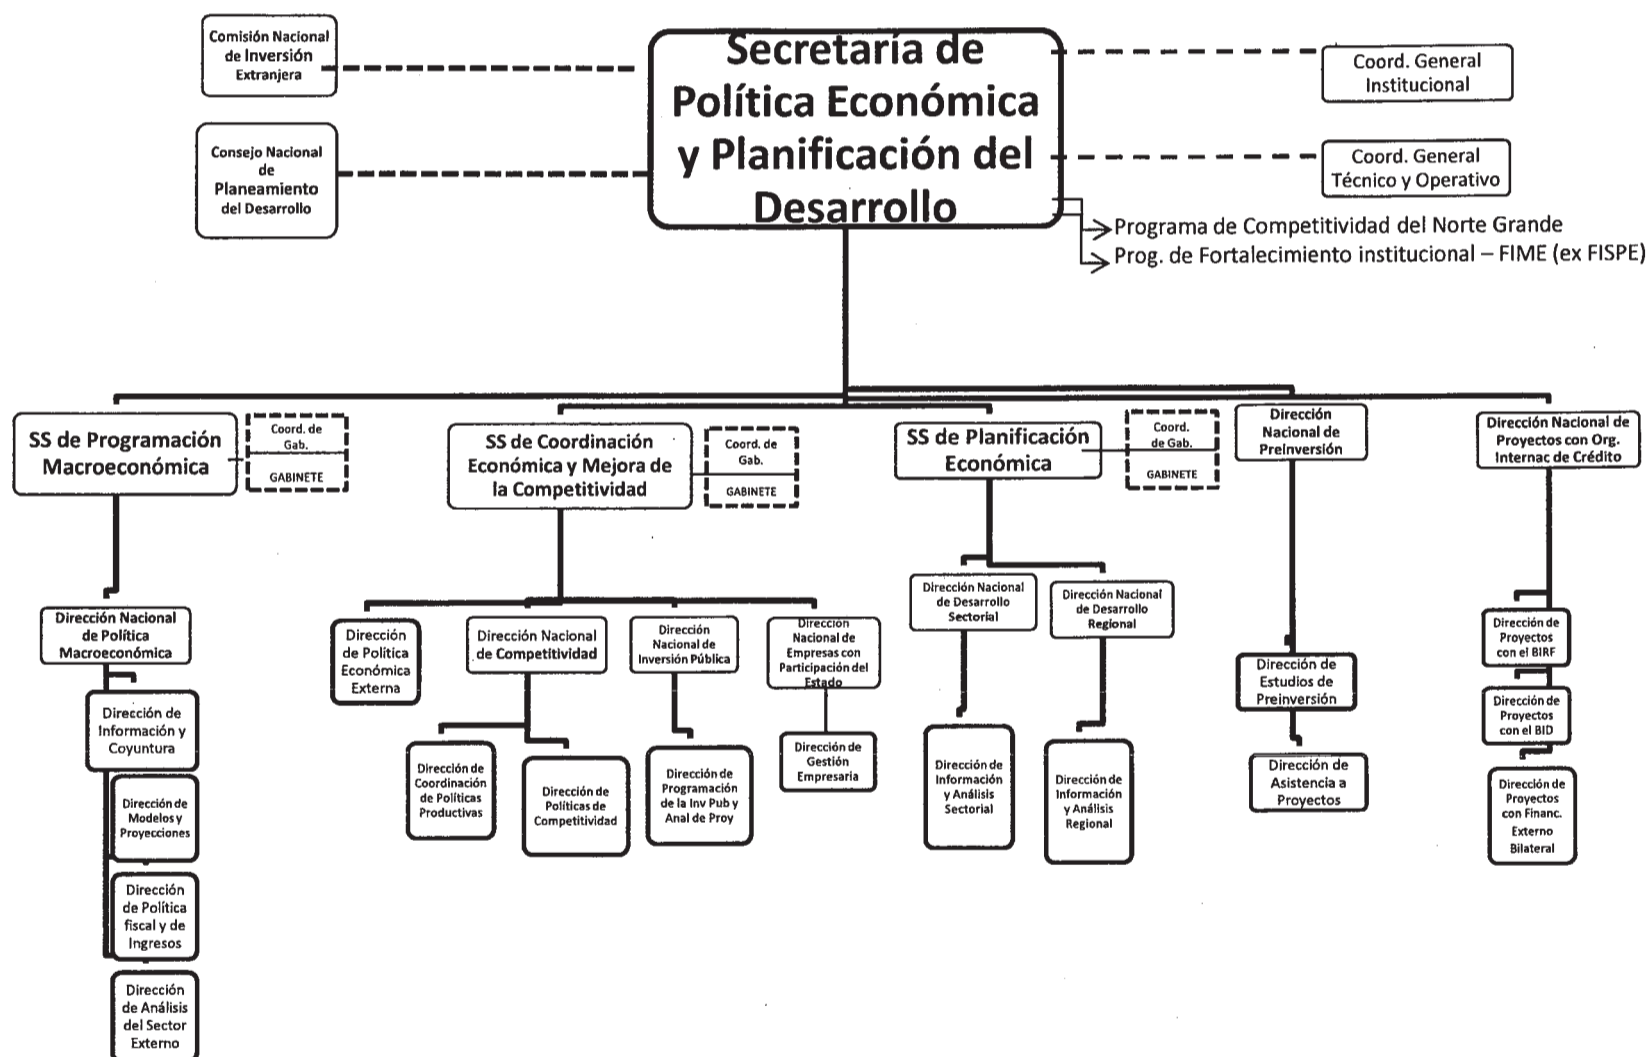 Comisión Nacional
de Inversión
Extranjera
Consejo Nacional
de
Planeamiento
del Desarrollo
Secretaría de
Política Económica
y Planificación del
Desarrollo
Coord. General
Institucional
Coord. General
Técnico y Operativo
Programa de Competitividad del Norte Grande
Prog. de Fortalecimiento institucional – FIME (ex FISPE)
SS de Programación
Macroeconómica
Coord. de
Gab.
GABINETE
SS de Coordinación
Económica y Mejora de
la Competitividad
Coord. de
Gab.
GABINETE
SS de Planificación
Económica
Coord.
de Gab.
GABINETE
Dirección
Nacional de
Preinversión
Dirección Nacional de
Proyectos con Org.
Internac de Crédito
Dirección Nacional
de Política
Macroeconómica
Dirección de
Información y
Coyuntura
Dirección de
Modelos y
Proyecciones
Dirección
de Política
fiscal y de
Ingresos
Dirección
de Análisis
del Sector
Externo
Dirección
de Política
Económica
Externa
Dirección Nacional
de Competitividad
Dirección
Nacional de
Inversión Pública
Dirección
Nacional de
Empresas con
Participación del
Estado
Dirección de
Coordinación
de Políticas
Productivas
Dirección de
Políticas de
Competitividad
Dirección de
Programación
de la Inv Pub y
Anal de Proy
Dirección de
Gestión
Empresaria
Dirección Nacional
de Desarrollo
Sectorial
Dirección Nacional
de Desarrollo
Regional
Dirección de
Información
y Análisis
Sectorial
Dirección de
Información
y Análisis
Regional
Dirección de
Estudios de
Preinversión
Dirección de
Asistencia a
Proyectos
Dirección de
Proyectos
con el BIRF
Dirección de
Proyectos
con el BID
Dirección de
Proyectos
con Financ.
Externo
Bilateral